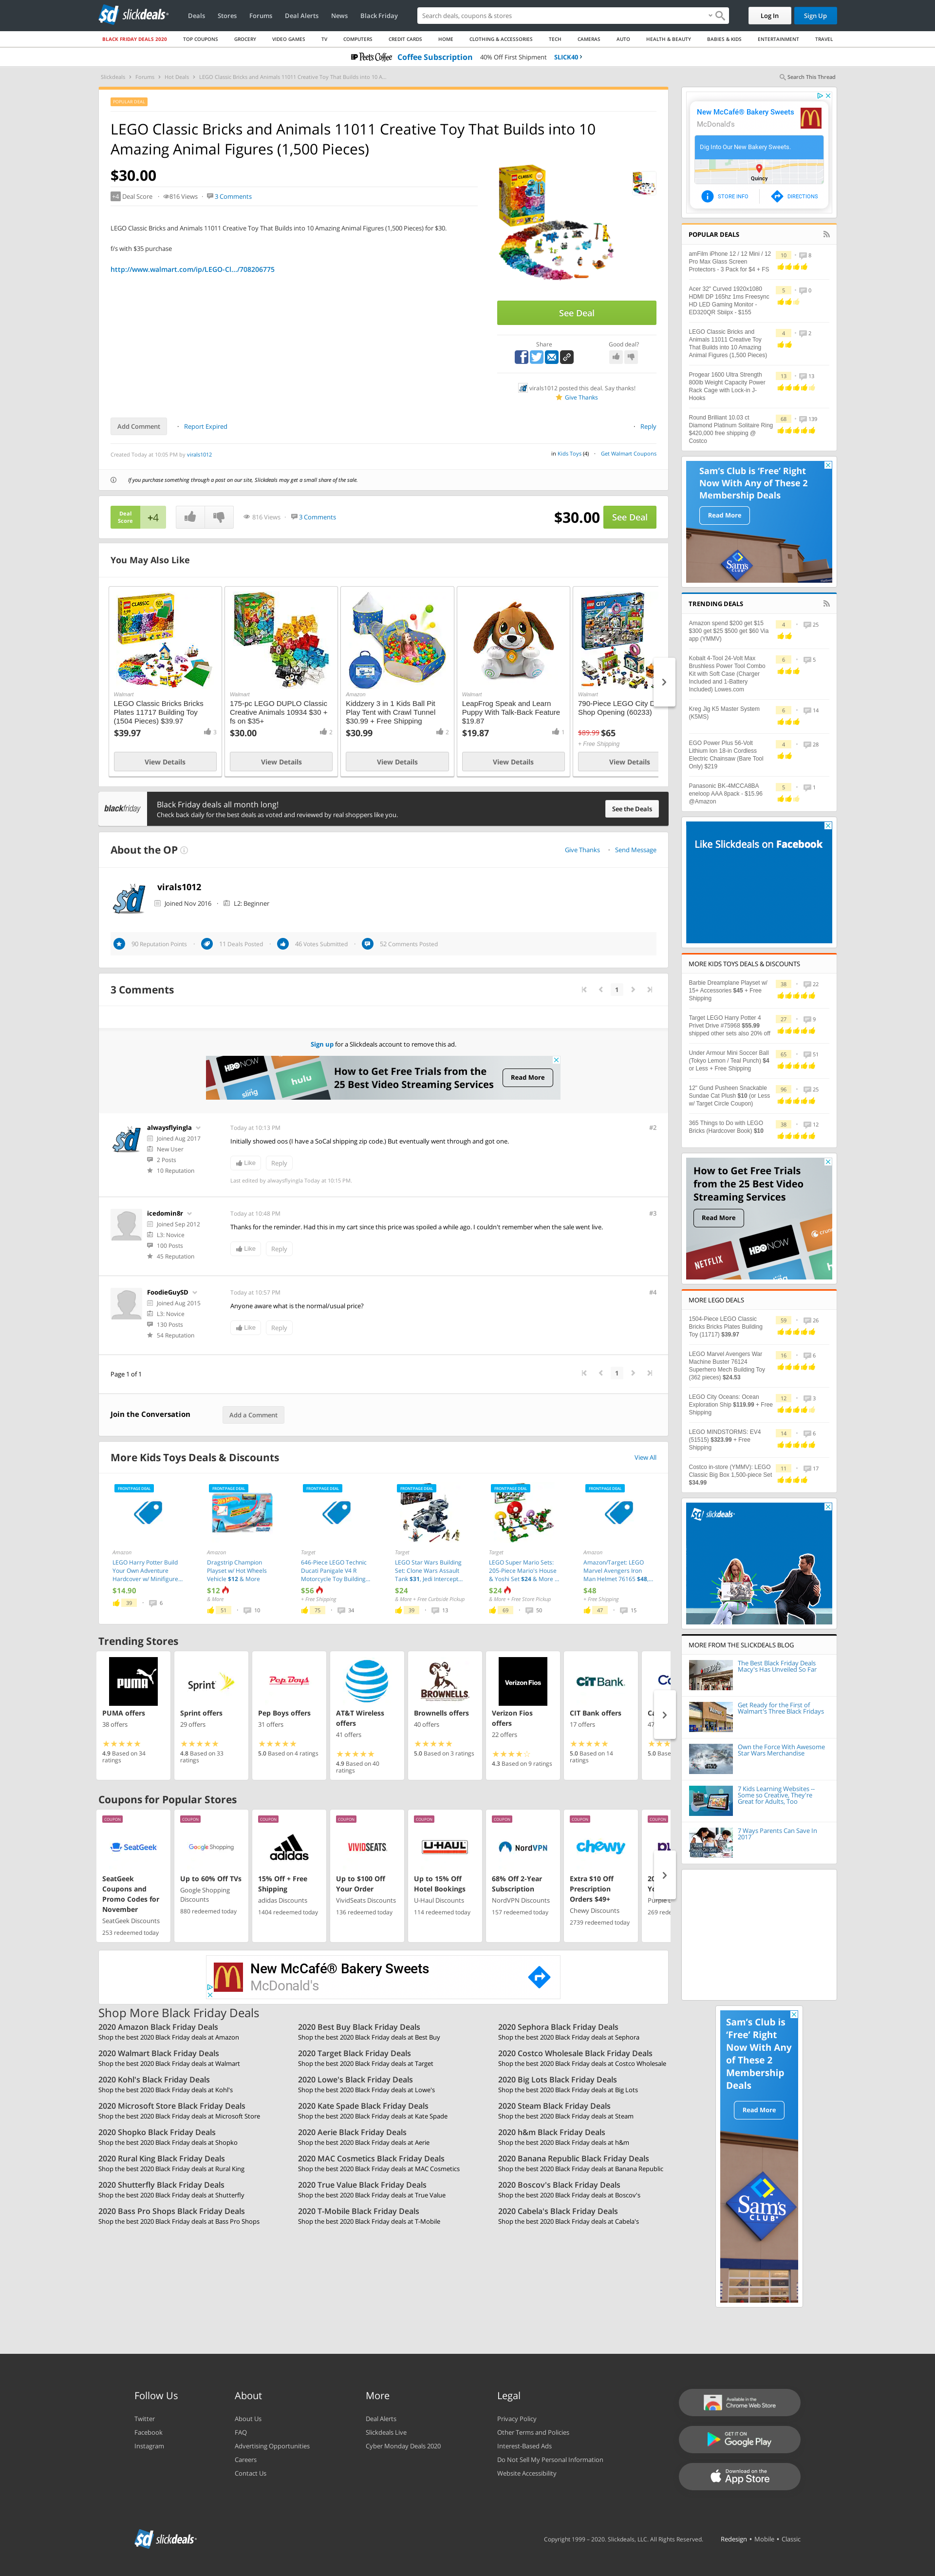 slickdeals
Deals Stores Forums Deal Alerts News Black Friday
Search deals, coupons & stores
Log In
Sign Up
BLACK FRIDAY DEALS 2020 TOP COUPONS GROCERY VIDEO GAMES TV COMPUTERS CREDIT CARDS HOME CLOTHING & ACCESSORIES TECH CAMERAS AUTO HEALTH & BEAUTY BABIES & KIDS ENTERTAINMENT TRAVEL
Peet's Coffee Coffee Subscription 40% Off First Shipment SLICK40
Slickdeals Forums Hot Deals LEGO Classic Bricks and Animals 11011 Creative Toy That Builds into 10 A...
Search This Thread
POPULAR DEAL
LEGO Classic Bricks and Animals 11011 Creative Toy That Builds into 10
Amazing Animal Figures (1,500 Pieces)
$30.00
+4 Deal Score 816 Views 3 Comments
LEGO Classic Bricks and Animals 11011 Creative Toy That Builds into 10 Amazing Animal Figures (1,500 Pieces) for $30.
f/s with $35 purchase
http://www.walmart.com/ip/LEGO-Cl.../708206775
See Deal
Share
Good deal?
virals1012 posted this deal. Say thanks!
Give Thanks
Add Comment
Report Expired
Reply
Created Today at 10:05 PM by virals1012
in Kids Toys (4) Get Walmart Coupons
If you purchase something through a post on our site, Slickdeals may get a small share of the sale.
Deal Score +4
816 Views 3 Comments
$30.00
See Deal
You May Also Like
Walmart
LEGO Classic Bricks Bricks
Plates 11717 Building Toy
(1504 Pieces) $39.97
$39.97 3
View Details
Walmart
175-pc LEGO DUPLO Classic
Creative Animals 10934 $30 +
fs on $35+
$30.00 2
View Details
Amazon
Kiddzery 3 in 1 Kids Ball Pit
Play Tent with Crawl Tunnel
$30.99 + Free Shipping
$30.99 2
View Details
Walmart
LeapFrog Speak and Learn
Puppy With Talk-Back Feature
$19.87
$19.87 1
View Details
Walmart
790-Piece LEGO City D
Shop Opening (60233)
$89.99 $65
+ Free Shipping
View Details
blackfriday
Black Friday deals all month long!
Check back daily for the best deals as voted and reviewed by real shoppers like you.
See the Deals
About the OP
Give Thanks Send Message
virals1012
Joined Nov 2016 L2: Beginner
90 Reputation Points 11 Deals Posted 46 Votes Submitted 52 Comments Posted
3 Comments
1
Sign up for a Slickdeals account to remove this ad.
HBO NOW
sling
hulu
How to Get Free Trials from the
25 Best Video Streaming Services
Read More
alwaysflyingla
Joined Aug 2017
New User
2 Posts
10 Reputation
Today at 10:13 PM
#2
Initially showed oos (I have a SoCal shipping zip code.) But eventually went through and got one.
Like Reply
Last edited by alwaysflyingla Today at 10:15 PM.
icedomin8r
Joined Sep 2012
L3: Novice
100 Posts
45 Reputation
Today at 10:48 PM
#3
Thanks for the reminder. Had this in my cart since this price was spoiled a while ago. I couldn't remember when the sale went live.
Like Reply
FoodieGuySD
Joined Aug 2015
L3: Novice
130 Posts
54 Reputation
Today at 10:57 PM
#4
Anyone aware what is the normal/usual price?
Like Reply
Page 1 of 1
1
Join the Conversation
Add a Comment
More Kids Toys Deals & Discounts
View All
FRONTPAGE DEAL
Amazon
LEGO Harry Potter Build
Your Own Adventure
Hardcover w/ Minifigure...
$14.90
39 6
FRONTPAGE DEAL
Amazon
Dragstrip Champion
Playset w/ Hot Wheels
Vehicle $12 & More
$12
& More
51 10
FRONTPAGE DEAL
Target
646-Piece LEGO Technic
Ducati Panigale V4 R
Motorcycle Toy Building...
$56
+ Free Shipping
75 34
FRONTPAGE DEAL
Target
LEGO Star Wars Building
Set: Clone Wars Assault
Tank $31, Jedi Intercept...
$24
& More + Free Curbside Pickup
39 13
FRONTPAGE DEAL
Target
LEGO Super Mario Sets:
205-Piece Mario's House
& Yoshi Set $24 & More ...
$24
& More + Free Store Pickup
69 50
FRONTPAGE DEAL
Amazon
Amazon/Target: LEGO
Marvel Avengers Iron
Man Helmet 76165 $48,...
$48
+ Free Shipping
47 15
Trending Stores
PUMA
PUMA offers
38 offers
4.9 Based on 34
ratings
Sprint
Sprint offers
29 offers
4.8 Based on 33
ratings
Pep Boys
Pep Boys offers
31 offers
5.0 Based on 4 ratings
AT&T Wireless
offers
41 offers
4.9 Based on 40
ratings
BROWNELLS
Brownells offers
40 offers
5.0 Based on 3 ratings
Verizon Fios
Verizon Fios
offers
22 offers
4.3 Based on 9 ratings
CIT BANK
CIT Bank offers
17 offers
5.0 Based on 14
ratings
Coupons for Popular Stores
COUPON
SeatGeek
SeatGeek
Coupons and
Promo Codes for
November
SeatGeek Discounts
253 redeemed today
COUPON
Google Shopping
Up to 60% Off TVs
Google Shopping
Discounts
880 redeemed today
COUPON
adidas
15% Off + Free
Shipping
adidas Discounts
1404 redeemed today
COUPON
VIVIDSEATS
Up to $100 Off
Your Order
VividSeats Discounts
136 redeemed today
COUPON
U-HAUL
Up to 15% Off
Hotel Bookings
U-Haul Discounts
114 redeemed today
COUPON
NordVPN
68% Off 2-Year
Subscription
NordVPN Discounts
157 redeemed today
COUPON
chewy
Extra $10 Off
Prescription
Orders $49+
Chewy Discounts
2739 redeemed today
COUPON
New McCafé® Bakery Sweets
McDonald's
Shop More Black Friday Deals
2020 Amazon Black Friday Deals
Shop the best 2020 Black Friday deals at Amazon
2020 Best Buy Black Friday Deals
Shop the best 2020 Black Friday deals at Best Buy
2020 Sephora Black Friday Deals
Shop the best 2020 Black Friday deals at Sephora
2020 Walmart Black Friday Deals
Shop the best 2020 Black Friday deals at Walmart
2020 Target Black Friday Deals
Shop the best 2020 Black Friday deals at Target
2020 Costco Wholesale Black Friday Deals
Shop the best 2020 Black Friday deals at Costco Wholesale
2020 Kohl's Black Friday Deals
Shop the best 2020 Black Friday deals at Kohl's
2020 Lowe's Black Friday Deals
Shop the best 2020 Black Friday deals at Lowe's
2020 Big Lots Black Friday Deals
Shop the best 2020 Black Friday deals at Big Lots
2020 Microsoft Store Black Friday Deals
Shop the best 2020 Black Friday deals at Microsoft Store
2020 Kate Spade Black Friday Deals
Shop the best 2020 Black Friday deals at Kate Spade
2020 Steam Black Friday Deals
Shop the best 2020 Black Friday deals at Steam
2020 Shopko Black Friday Deals
Shop the best 2020 Black Friday deals at Shopko
2020 Aerie Black Friday Deals
Shop the best 2020 Black Friday deals at Aerie
2020 h&m Black Friday Deals
Shop the best 2020 Black Friday deals at h&m
2020 Rural King Black Friday Deals
Shop the best 2020 Black Friday deals at Rural King
2020 MAC Cosmetics Black Friday Deals
Shop the best 2020 Black Friday deals at MAC Cosmetics
2020 Banana Republic Black Friday Deals
Shop the best 2020 Black Friday deals at Banana Republic
2020 Shutterfly Black Friday Deals
Shop the best 2020 Black Friday deals at Shutterfly
2020 True Value Black Friday Deals
Shop the best 2020 Black Friday deals at True Value
2020 Boscov's Black Friday Deals
Shop the best 2020 Black Friday deals at Boscov's
2020 Bass Pro Shops Black Friday Deals
Shop the best 2020 Black Friday deals at Bass Pro Shops
2020 T-Mobile Black Friday Deals
Shop the best 2020 Black Friday deals at T-Mobile
2020 Cabela's Black Friday Deals
Shop the best 2020 Black Friday deals at Cabela's
New McCafé® Bakery Sweets
McDonald's
Dig Into Our New Bakery Sweets.
Quincy
STORE INFO
DIRECTIONS
POPULAR DEALS
amFilm iPhone 12 / 12 Mini / 12
Pro Max Glass Screen
Protectors - 3 Pack for $4 + FS
10 8
Acer 32" Curved 1920x1080
HDMI DP 165hz 1ms Freesync
HD LED Gaming Monitor -
ED320QR Sbiipx - $155
5 0
LEGO Classic Bricks and
Animals 11011 Creative Toy
That Builds into 10 Amazing
Animal Figures (1,500 Pieces)
4 2
Progear 1600 Ultra Strength
800lb Weight Capacity Power
Rack Cage with Lock-in J-
Hooks
13 13
Round Brilliant 10.03 ct
Diamond Platinum Solitaire Ring
$420,000 free shipping @
Costco
68 139
Sam's Club is 'Free' Right
Now With Any of These 2
Membership Deals
Read More
Sam's CLUB
TRENDING DEALS
Amazon spend $200 get $15
$300 get $25 $500 get $60 Via
app (YMMV)
4 25
Kobalt 4-Tool 24-Volt Max
Brushless Power Tool Combo
Kit with Soft Case (Charger
Included and 1-Battery
Included) Lowes.com
6 5
Kreg Jig K5 Master System
(K5MS)
6 14
EGO Power Plus 56-Volt
Lithium Ion 18-in Cordless
Electric Chainsaw (Bare Tool
Only) $219
4 28
Panasonic BK-4MCCA8BA
eneloop AAA 8pack - $15.96
@Amazon
5 1
Like Slickdeals on Facebook
MORE KIDS TOYS DEALS & DISCOUNTS
Barbie Dreamplane Playset w/
15+ Accessories $45 + Free
Shipping
38 22
Target LEGO Harry Potter 4
Privet Drive #75968 $55.99
shipped other sets also 20% off
27 9
Under Armour Mini Soccer Ball
(Tokyo Lemon / Teal Punch) $4
or Less + Free Shipping
65 51
12" Gund Pusheen Snackable
Sundae Cat Plush $10 (or Less
w/ Target Circle Coupon)
96 25
365 Things to Do with LEGO
Bricks (Hardcover Book) $10
38 12
How to Get Free Trials
from the 25 Best Video
Streaming Services
Read More
NETFLIX
HBO NOW
sling
MORE LEGO DEALS
1504-Piece LEGO Classic
Bricks Bricks Plates Building
Toy (11717) $39.97
59 26
LEGO Marvel Avengers War
Machine Buster 76124
Superhero Mech Building Toy
(362 pieces) $24.53
16 6
LEGO City Oceans: Ocean
Exploration Ship $119.99 + Free
Shipping
12 3
LEGO MINDSTORMS: EV4
(51515) $323.99 + Free
Shipping
14 6
Costco in-store (YMMV): LEGO
Classic Big Box 1,500-piece Set
$34.99
11 17
slickdeals
MORE FROM THE SLICKDEALS BLOG
The Best Black Friday Deals
Macy's Has Unveiled So Far
Get Ready for the First of
Walmart's Three Black Fridays
Own the Force With Awesome
Star Wars Merchandise
7 Kids Learning Websites --
Some so Creative, They're
Great for Adults, Too
7 Ways Parents Can Save In
2017
Sam's Club is
'Free' Right
Now With Any
of These 2
Membership
Deals
Read More
Sam's CLUB
Follow Us
Twitter
Facebook
Instagram
About
About Us
FAQ
Advertising Opportunities
Careers
Contact Us
More
Deal Alerts
Slickdeals Live
Cyber Monday Deals 2020
Legal
Privacy Policy
Other Terms and Policies
Interest-Based Ads
Do Not Sell My Personal Information
Website Accessibility
Available in the
Chrome Web Store
GET IT ON
Google Play
Download on the
App Store
slickdeals
Copyright 1999 - 2020. Slickdeals, LLC. All Rights Reserved. Redesign • Mobile • Classic